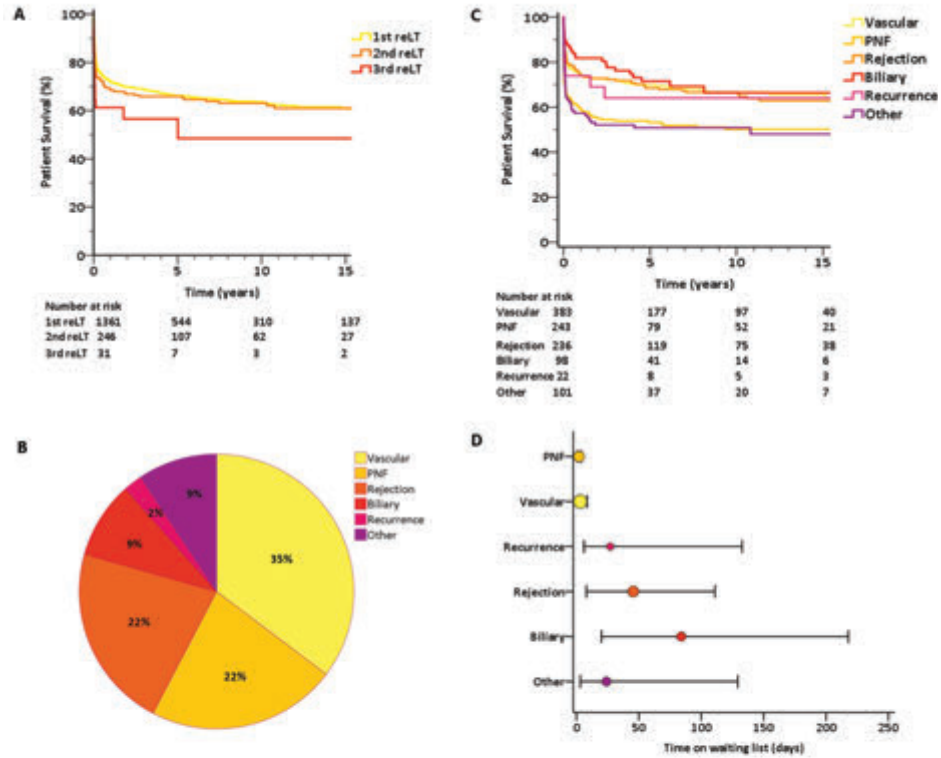 A
Patient Survival (%)
100
80
60
40
20
0
1st reLT
2nd reLT
3rd reLT
0 5 10 15
Time (years)
Number at risk
1st reLT 1361 544 310 137
2nd reLT 246 107 62 27
3rd reLT 31 7 3 2
C
Patient Survival (%)
100
80
60
40
20
0
Vascular
PNF
Rejection
Biliary
Recurrence
Other
0 5 10 15
Time (years)
Number at risk
Vascular 383 177 97 40
PNF 243 79 52 21
Rejection 236 119 75 38
Biliary 98 41 14 6
Recurrence 22 8 5 3
Other 101 37 20 7
B
Vascular
PNF
Rejection
Biliary
Recurrence
Other
9%
2%
9%
35%
22%
22%
D
PNF
Vascular
Recurrence
Rejection
Biliary
Other
0 50 100 150 200 250
Time on waiting list (days)